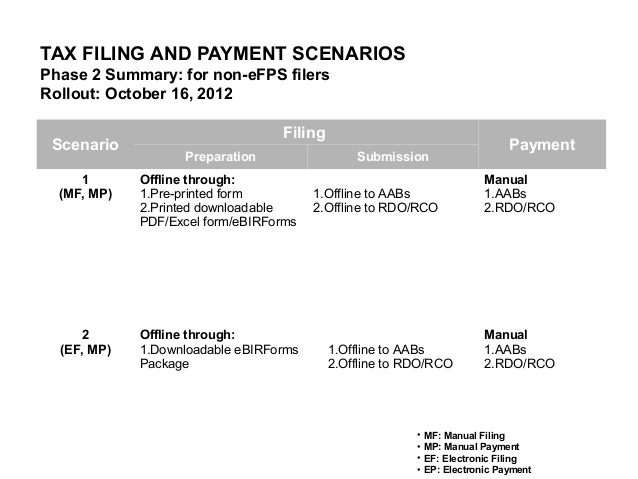 TAX FILING AND PAYMENT SCENARIOS
Phase 2 Summary: for non-eFPS filers
Rollout: October 16, 2012
Scenario
Filing
Payment
Preparation
Submission
1
(MF, MP)
Offline through:
1.Pre-printed form
2.Printed downloadable
PDF/Excel form/eBIRForms
1.Offline to AABs
2.Offline to RDO/RCO
Manual
1.AABs
2.RDO/RCO
2
(EF, MP)
Offline through:
1.Downloadable eBIRForms
Package
1.Offline to AABs
2.Offline to RDO/RCO
Manual
1.AABs
2.RDO/RCO
• MF: Manual Filing
• MP: Manual Payment
• EF: Electronic Filing
• EP: Electronic Payment